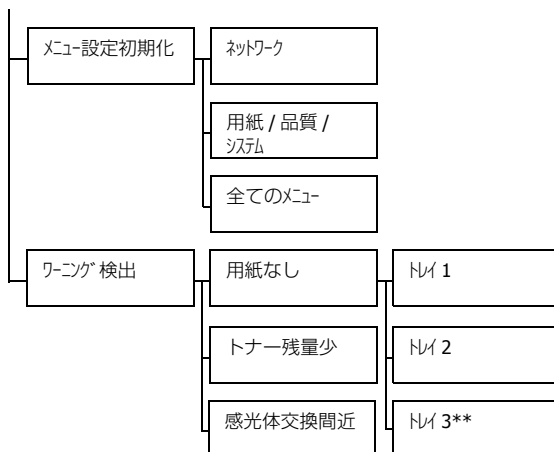 ﾒﾆｭｰ設定初期化
ﾈｯﾄﾜｰｸ
用紙 / 品質 /
ｼｽﾃﾑ
全てのﾒﾆｭｰ
ﾜｰﾆﾝｸﾞ検出
用紙なし
ﾄﾚｲ 1
トナー残量少
ﾄﾚｲ 2
感光体交換間近
ﾄﾚｲ 3**